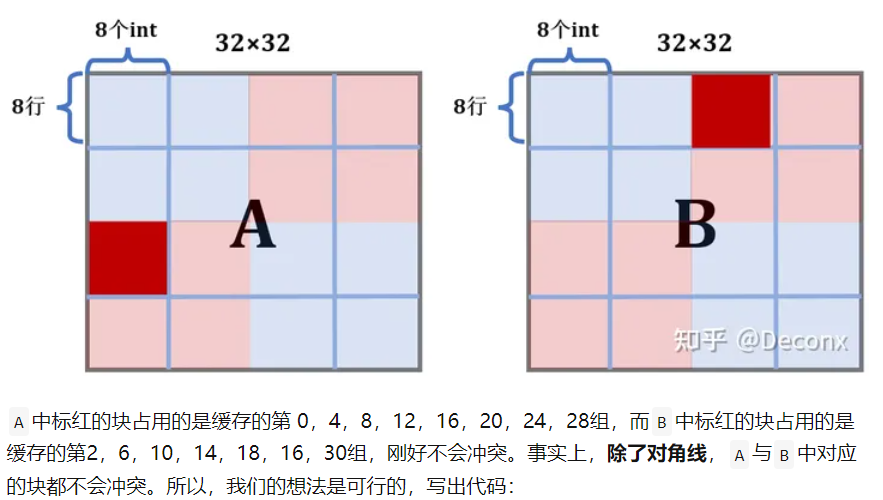 8个int
32×32
8行
A
8个int
32×32
8行
B
知乎 @Deconx
A 中标红的块占用的是缓存的第 0，4，8，12，16，20，24，28组，而 B 中标红的块占用的是
缓存的第2，6，10，14，18，16，30组，刚好不会冲突。事实上，除了对角线，A 与 B 中对应
的块都不会冲突。所以，我们的想法是可行的，写出代码：